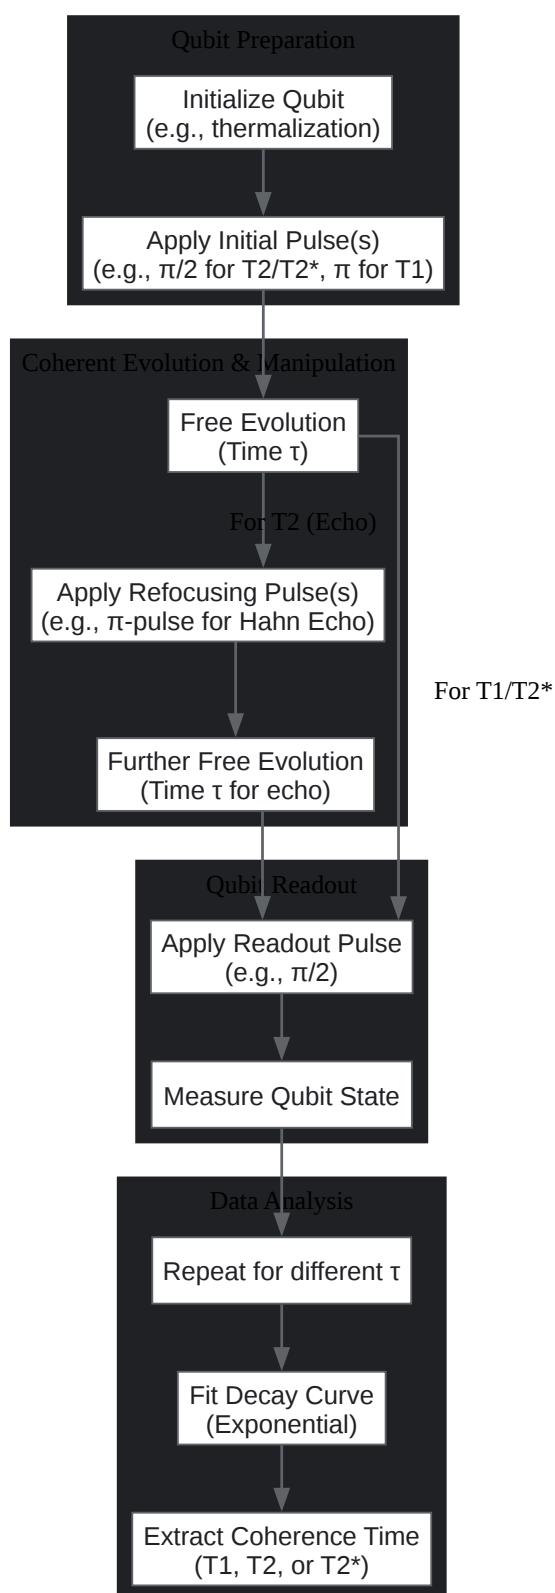 Qubit Preparation
Initialize Qubit
(e.g., thermalization)
Apply Initial Pulse(s)
(e.g., π/2 for T2/T2*, π for T1)
Coherent Evolution & Manipulation
Free Evolution
(Time τ)
For T2 (Echo)
Apply Refocusing Pulse(s)
(e.g., π-pulse for Hahn Echo)
For T1/T2*
Further Free Evolution
(Time τ for echo)
Qubit Readout
Apply Readout Pulse
(e.g., π/2)
Measure Qubit State
Data Analysis
Repeat for different τ
Fit Decay Curve
(Exponential)
Extract Coherence Time
(T1, T2, or T2*)